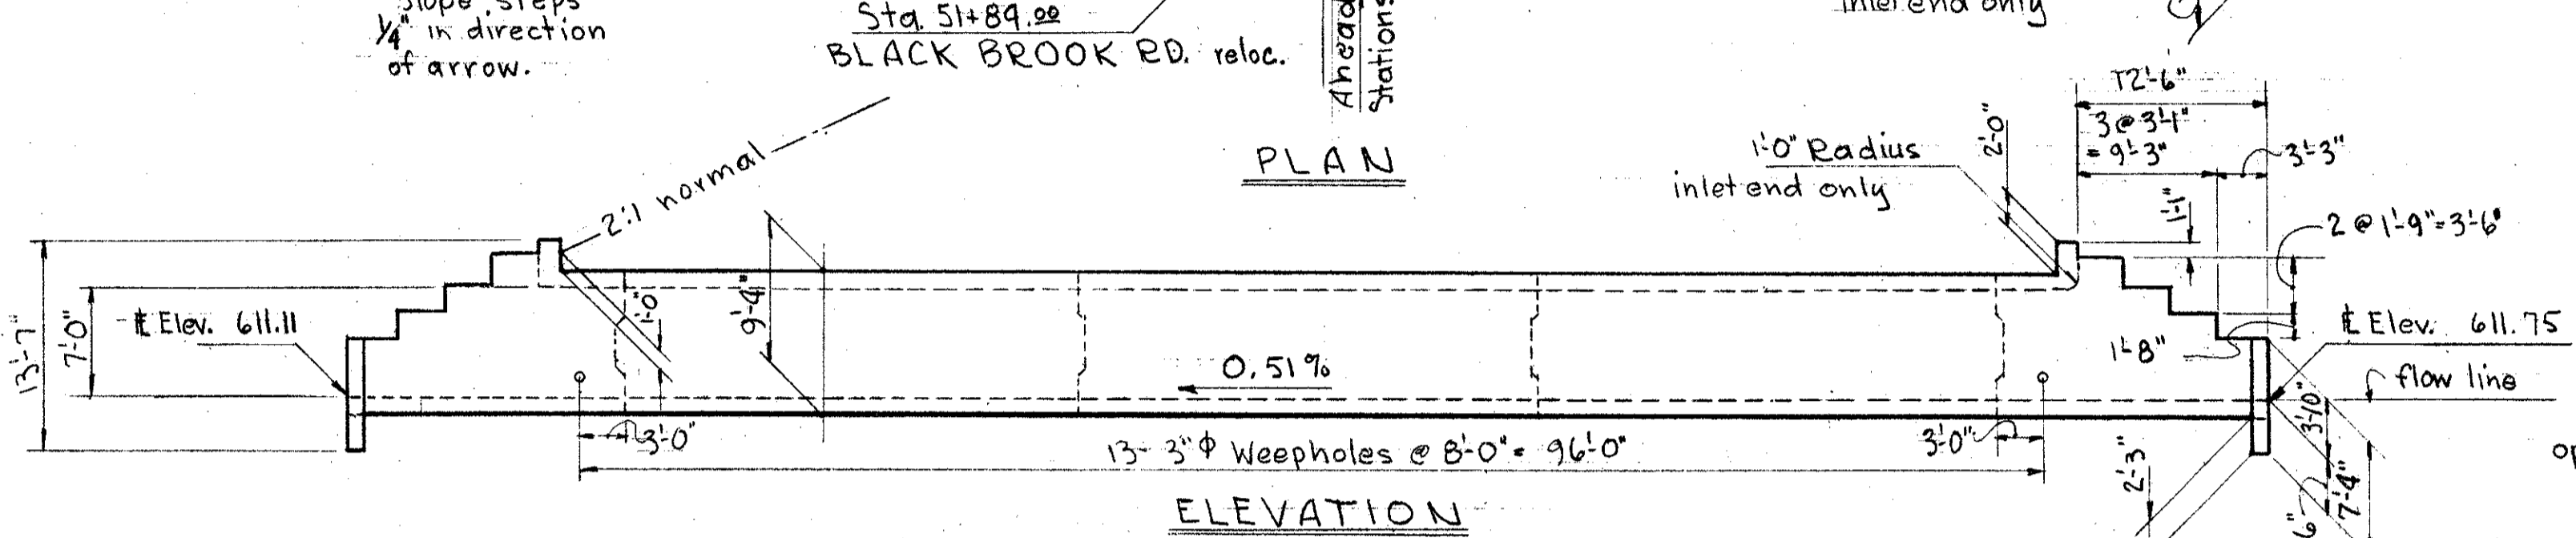 slope steps
1/4" in direction
of arrow.
Sta. 51+89.00
BLACK BROOK RD. reloc.
Ahead
Stations
inlet end only
PLAN
2:1 normal
1'-0" Radius
inlet end only
2'-0"
12'-6"
3 @ 3'-1"
= 9'-3"
3'-3"
1'-1"
2 @ 1'-9" = 3'-6"
1'-8"
13'-7"
7'-0"
℄ Elev. 611.11
1'-0
9'-4"
0.51%
℄ Elev. 611.75
flow line
3'-0"
13- 3" ϕ Weepholes @ 8'-0" = 96'-0"
3'-0"
2'-3"
3'-10"
6"
7'-4"
ELEVATION